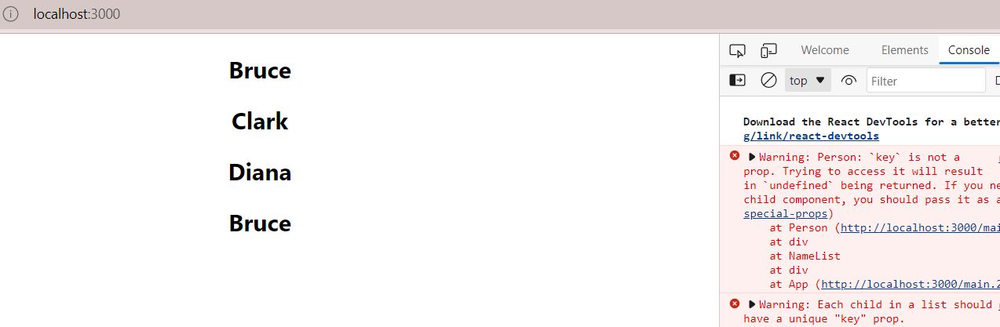 localhost:3000
Bruce
Clark
Diana
Bruce
Welcome
Elements
Console
top
Filter
Download the React DevTools for a better
g/link/react-devtools
Warning: Person: `key` is not a
prop. Trying to access it will result
in `undefined` being returned. If you ne
child component, you should pass it as a
special-props)
at Person (http://localhost:3000/mai
at div
at NameList
at div
at App (http://localhost:3000/main.2
Warning: Each child in a list should
have a unique "key" prop.